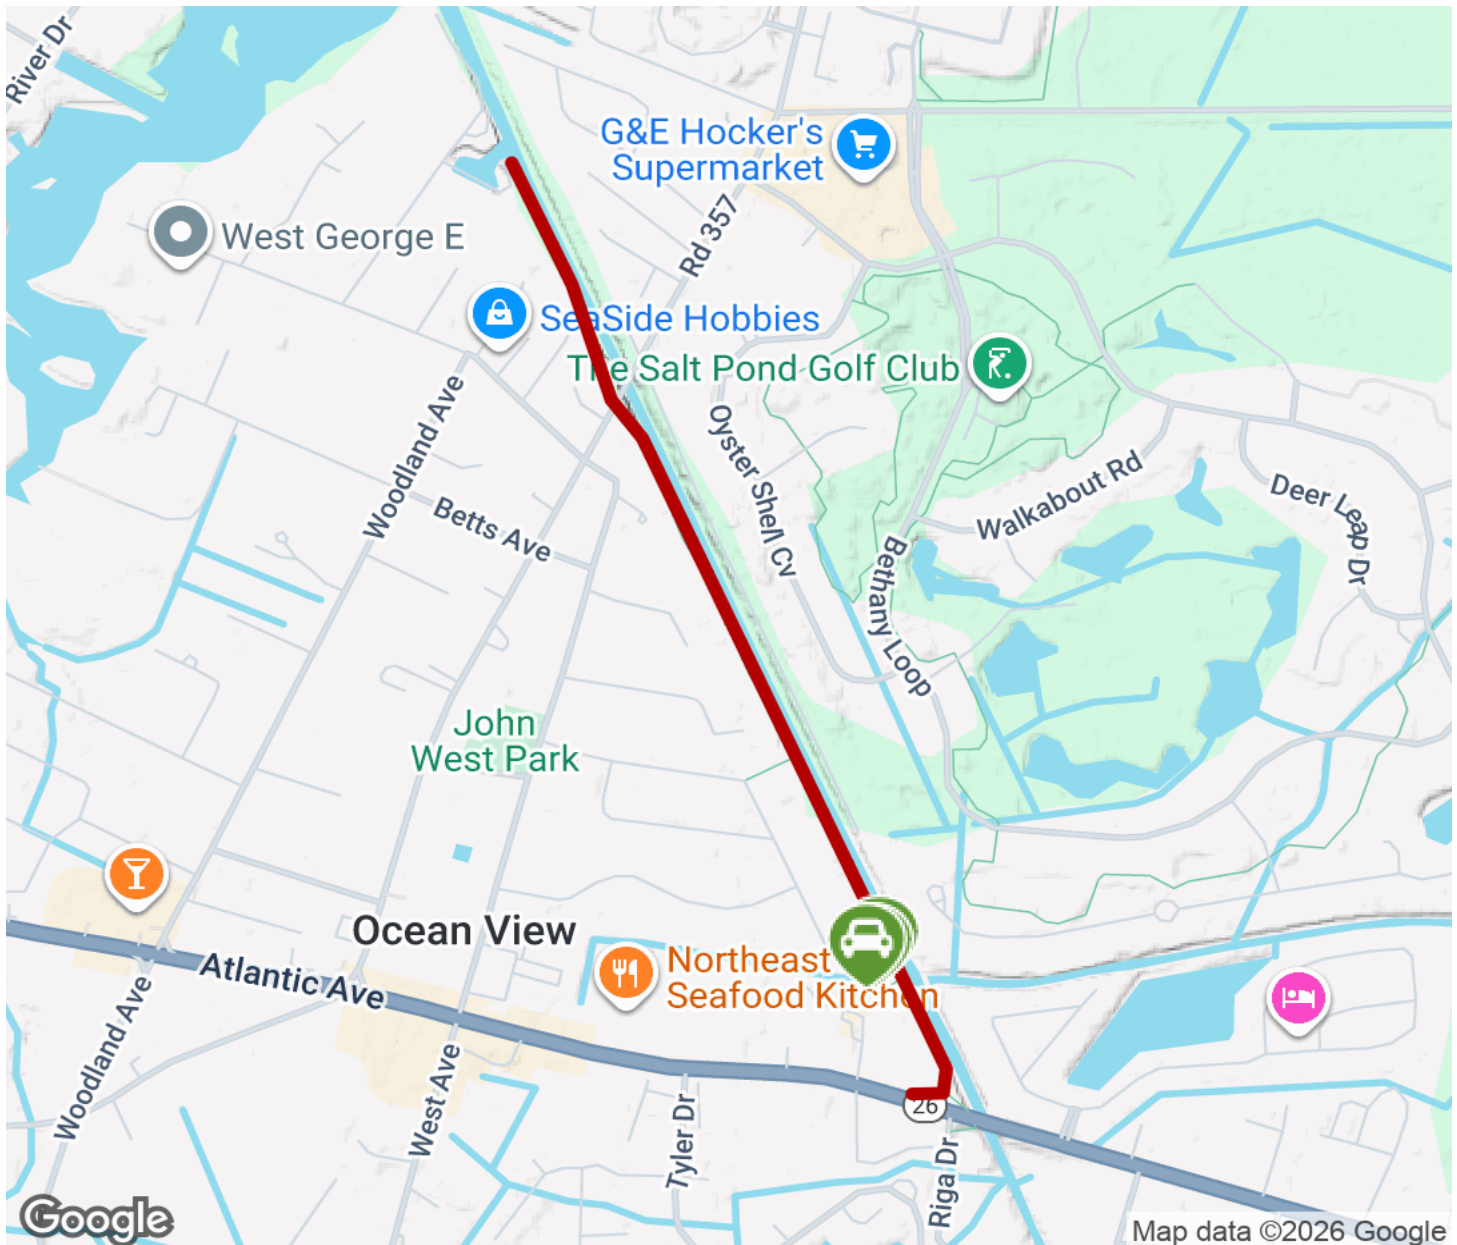 River Dr
G&E Hocker's
Supermarket
West George E
Rd 357
SeaSide Hobbies
The Salt Pond Golf Club
Woodland Ave
Oyster Shell Cv
Walkabout Rd
Deer Leap Dr
Betts Ave
Bethany Loop
John
West Park
Ocean View
Northeast
Seafood Kitchen
Atlantic Ave
Woodland Ave
West Ave
Tyler Dr
26
Riga Dr
Google
Map data ©2026 Google